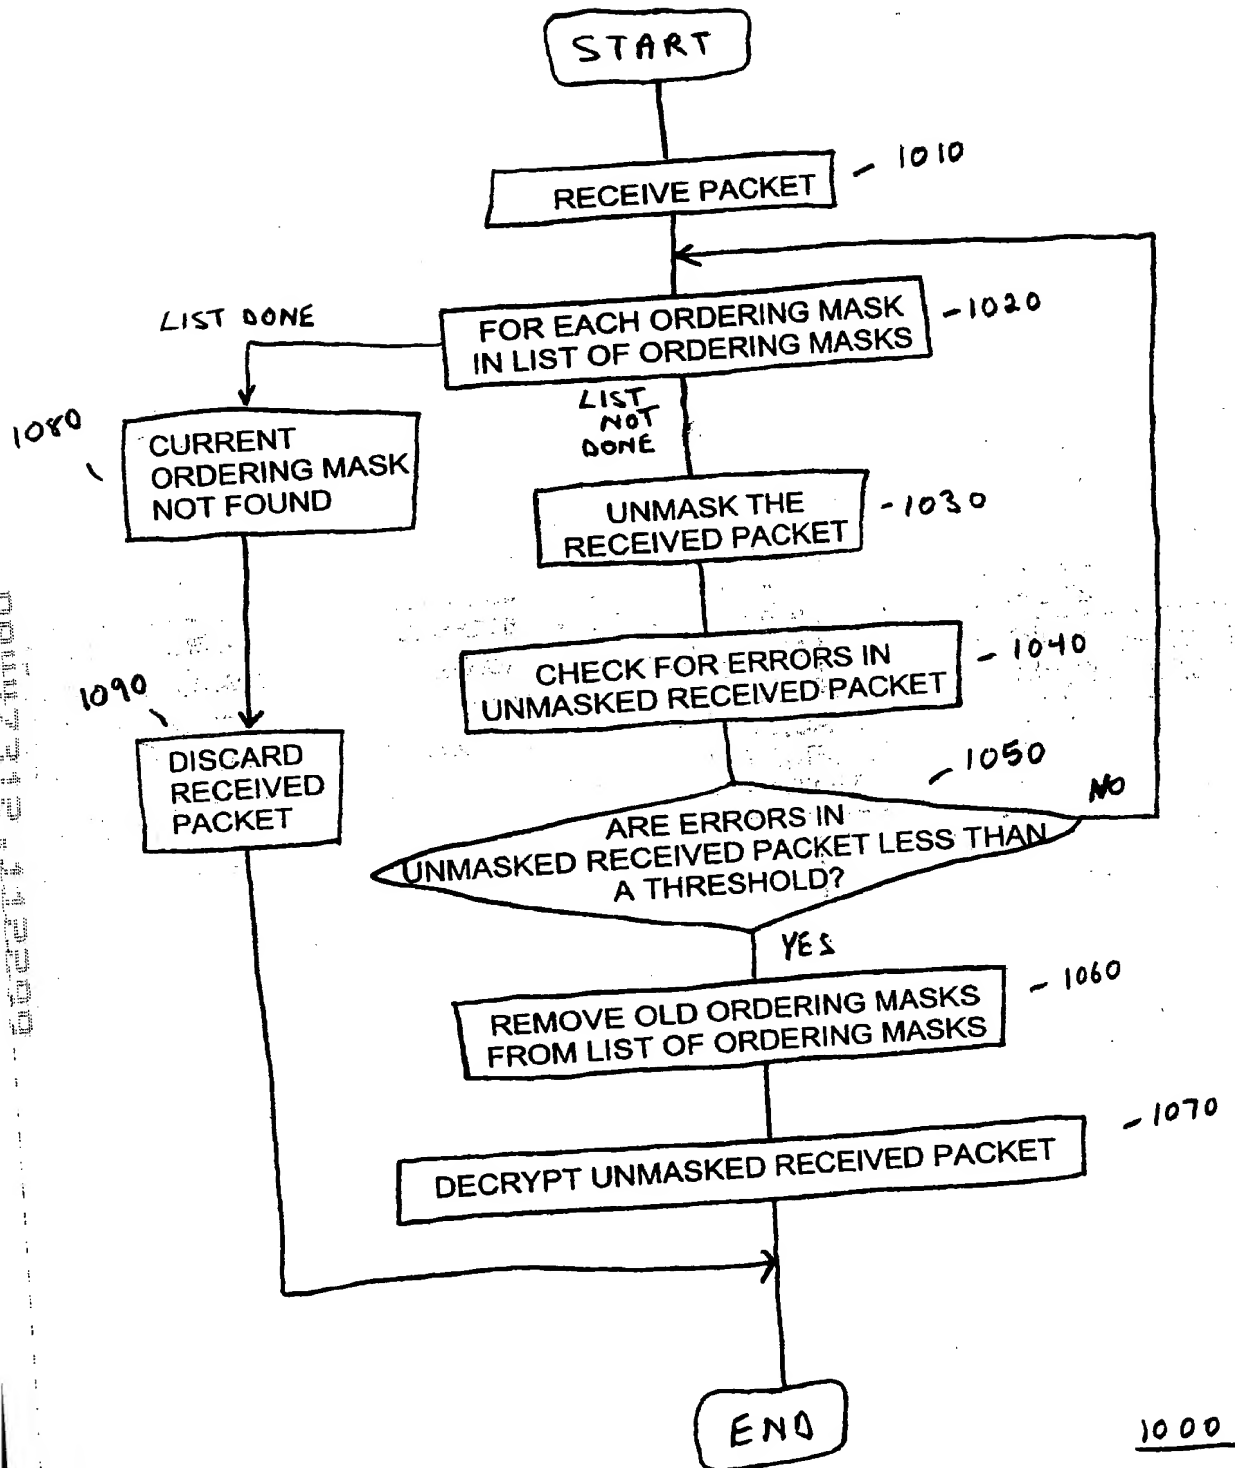 START
RECEIVE PACKET
1010
LIST DONE
FOR EACH ORDERING MASK
IN LIST OF ORDERING MASKS
1020
LIST
NOT
DONE
1080
CURRENT
ORDERING MASK
NOT FOUND
UNMASK THE
RECEIVED PACKET
1030
CHECK FOR ERRORS IN
UNMASKED RECEIVED PACKET
1040
1090
DISCARD
RECEIVED
PACKET
1050
NO
ARE ERRORS IN
UNMASKED RECEIVED PACKET LESS THAN
A THRESHOLD?
YES
REMOVE OLD ORDERING MASKS
FROM LIST OF ORDERING MASKS
1060
DECRYPT UNMASKED RECEIVED PACKET
1070
END
1000